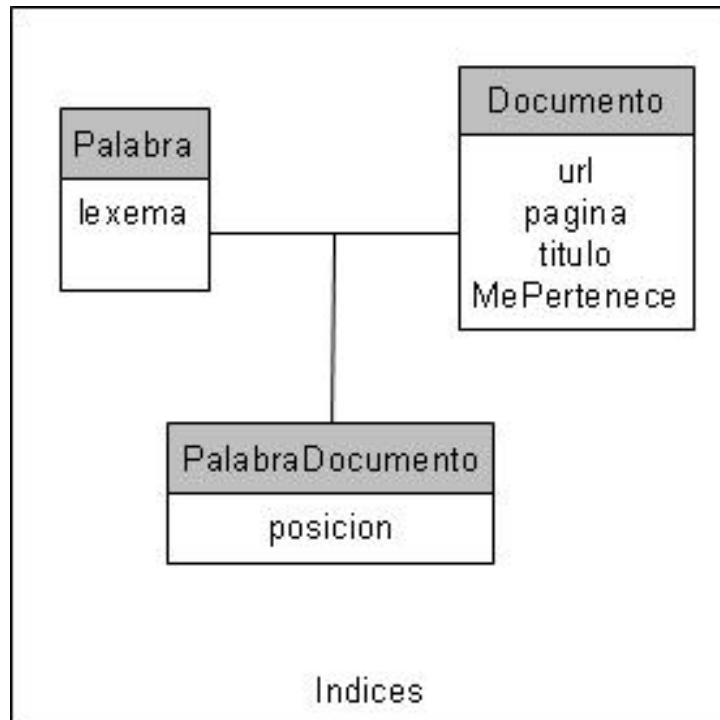 Palabra
lexema
Documento
url
pagina
titulo
MePertenece
PalabraDocumento
posicion
Indices